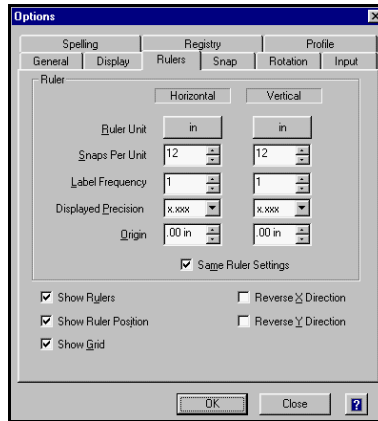 Options
Spelling Registry Profile
General Display Rulers Snap Rotation Input
Ruler
Horizontal Vertical
Ruler Unit in in
Snaps Per Unit 12 12
Label Frequency 1 1
Displayed Precision x.xxx x.xxx
Origin .00 in .00 in
Same Ruler Settings
Show Rulers Reverse X Direction
Show Ruler Position Reverse Y Direction
Show Grid
OK Close ?